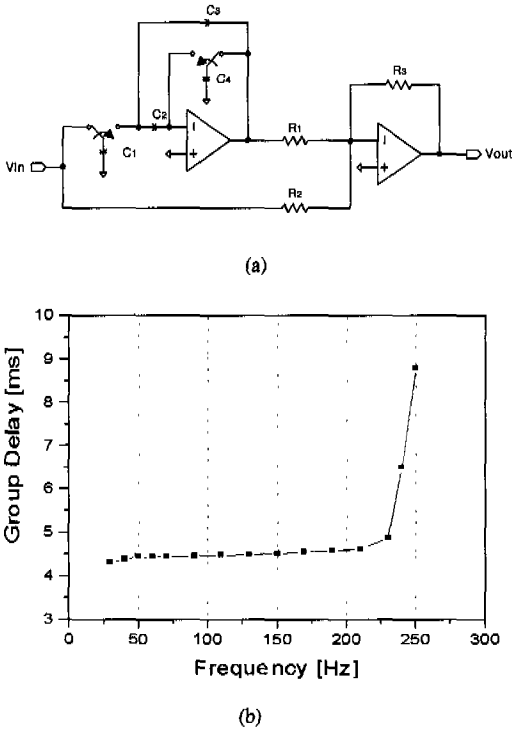 C3
C4
C2
C1
R1
R3
R2
Vin
Vout
I
+
I
+
(a)
10
9
8
7
6
5
4
3
Group Delay [ms]
0 50 100 150 200 250 300
Frequency [Hz]
(b)